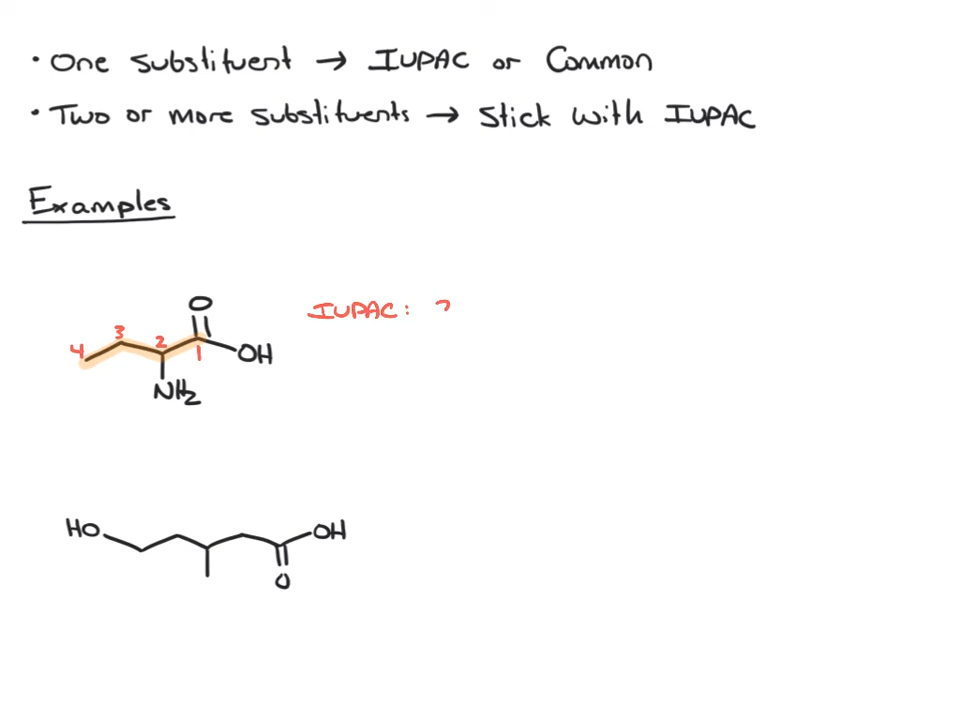 • One substituent → IUPAC or Common
• Two or more substituents → Stick with IUPAC
Examples
O
IUPAC: 2
4 3 2 1
OH
NH2
HO
OH
O